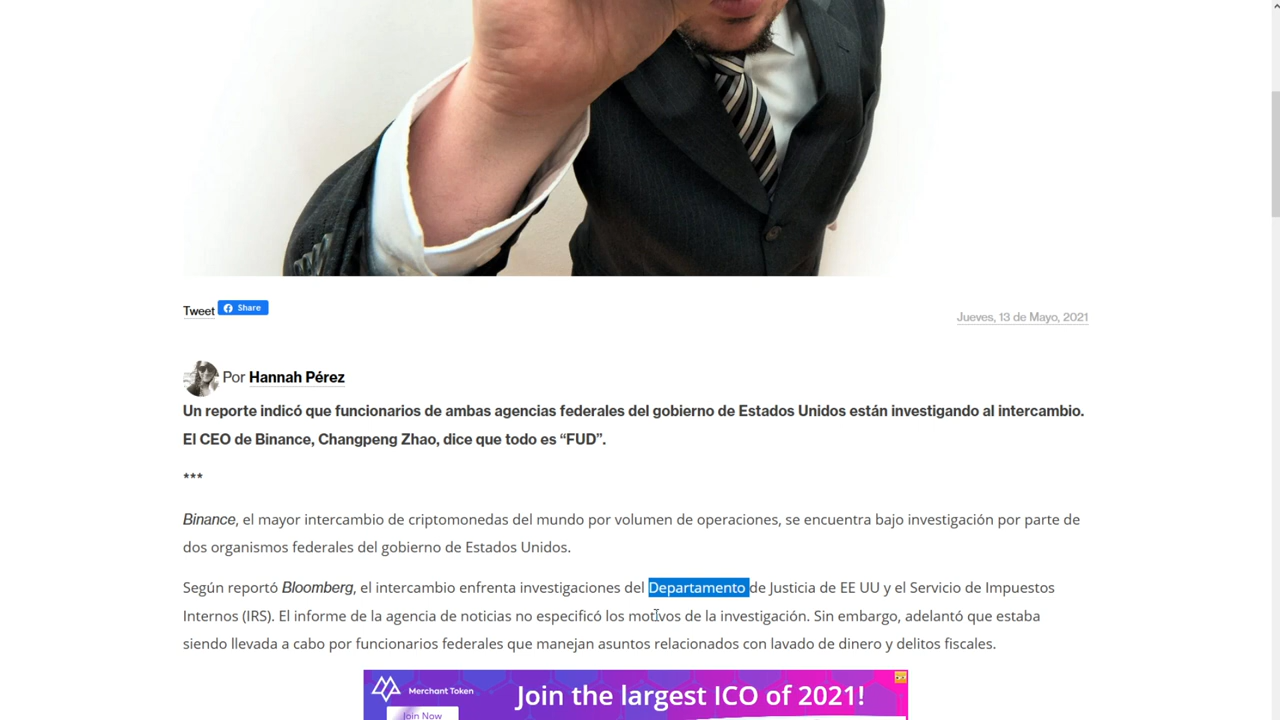 Tweet Share
Jueves, 13 de Mayo, 2021
Por Hannah Pérez
Un reporte indicó que funcionarios de ambas agencias federales del gobierno de Estados Unidos están investigando al intercambio.
El CEO de Binance, Changpeng Zhao, dice que todo es “FUD”.
***
Binance, el mayor intercambio de criptomonedas del mundo por volumen de operaciones, se encuentra bajo investigación por parte de
dos organismos federales del gobierno de Estados Unidos.
Según reportó Bloomberg, el intercambio enfrenta investigaciones del Departamento de Justicia de EE UU y el Servicio de Impuestos
Internos (IRS). El informe de la agencia de noticias no especificó los motivos de la investigación. Sin embargo, adelantó que estaba
siendo llevada a cabo por funcionarios federales que manejan asuntos relacionados con lavado de dinero y delitos fiscales.
Merchant Token
Join the largest ICO of 2021!
Join Now